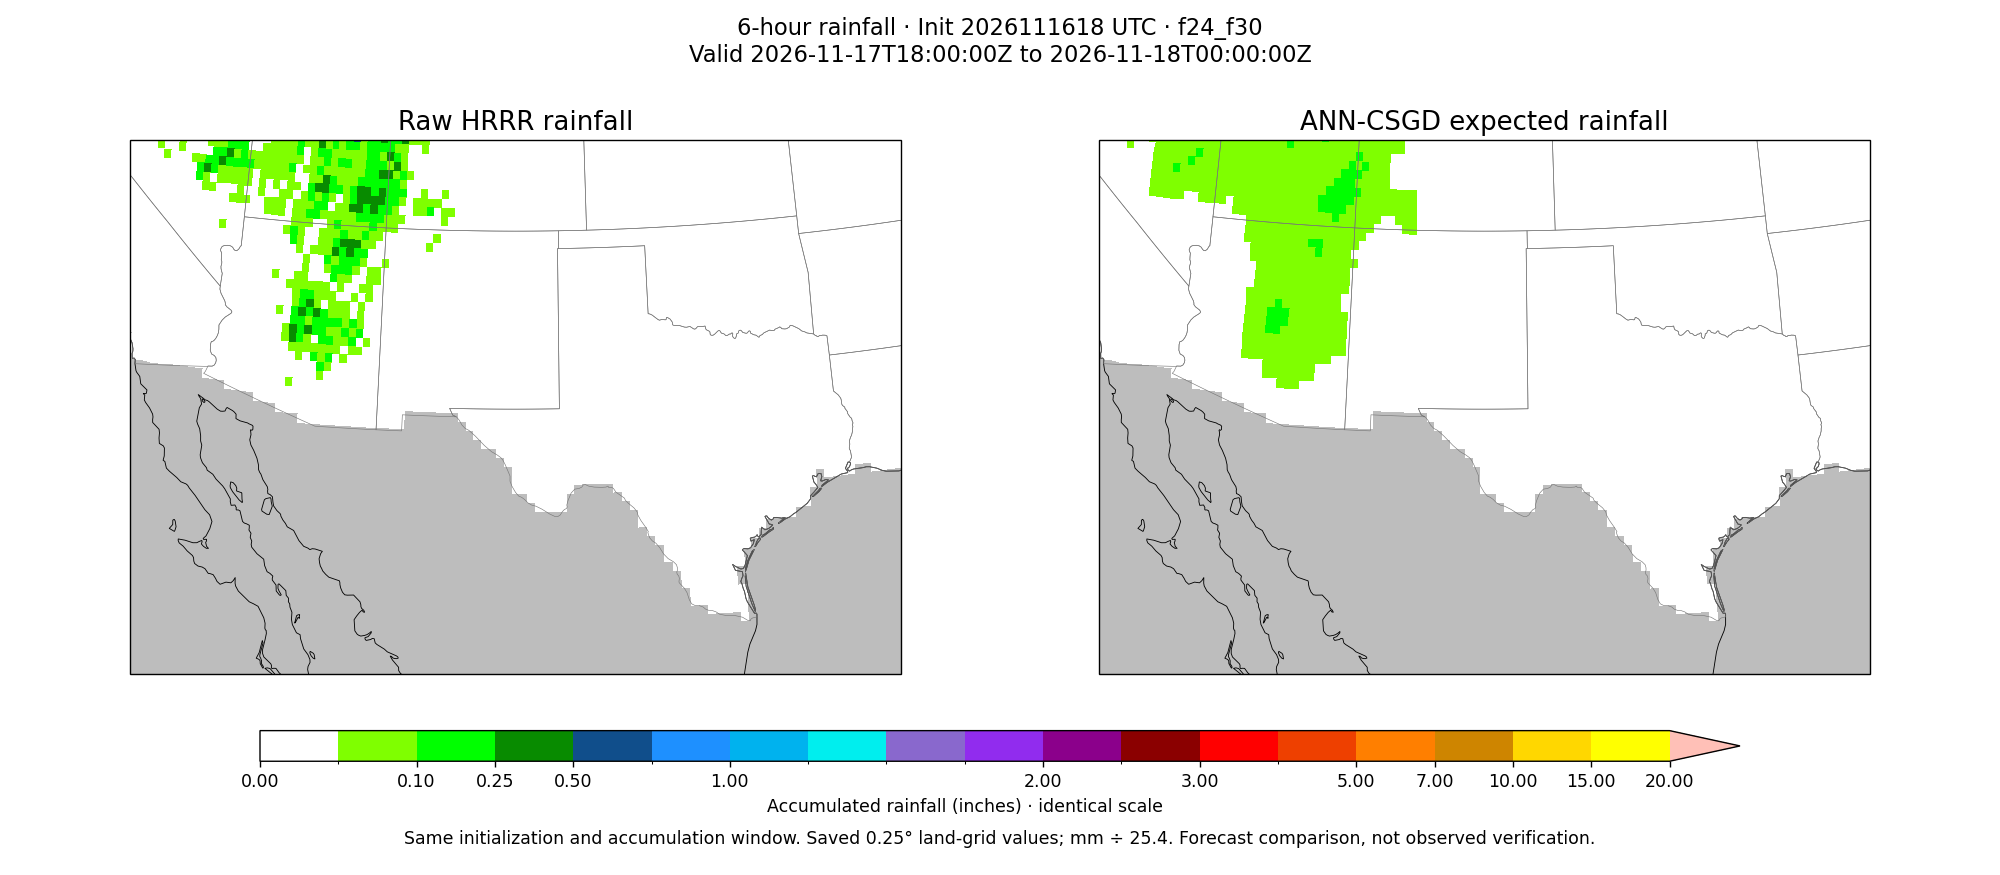 6-hour rainfall · Init 2026111618 UTC · f24_f30
Valid 2026-11-17T18:00:00Z to 2026-11-18T00:00:00Z
Raw HRRR rainfall
ANN-CSGD expected rainfall
0.00 0.10 0.25 0.50 1.00 2.00 3.00 5.00 7.00 10.00 15.00 20.00
Accumulated rainfall (inches) · identical scale
Same initialization and accumulation window. Saved 0.25° land-grid values; mm ÷ 25.4. Forecast comparison, not observed verification.